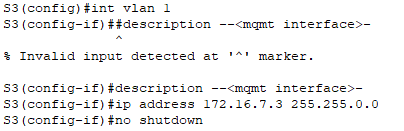 S3(config)#int vlan 1
S3(config-if)##description --<mqmt interface>-
^
% Invalid input detected at '^' marker.
S3(config-if)#description --<mqmt interface>-
S3(config-if)#ip address 172.16.7.3 255.255.0.0
S3(config-if)#no shutdown